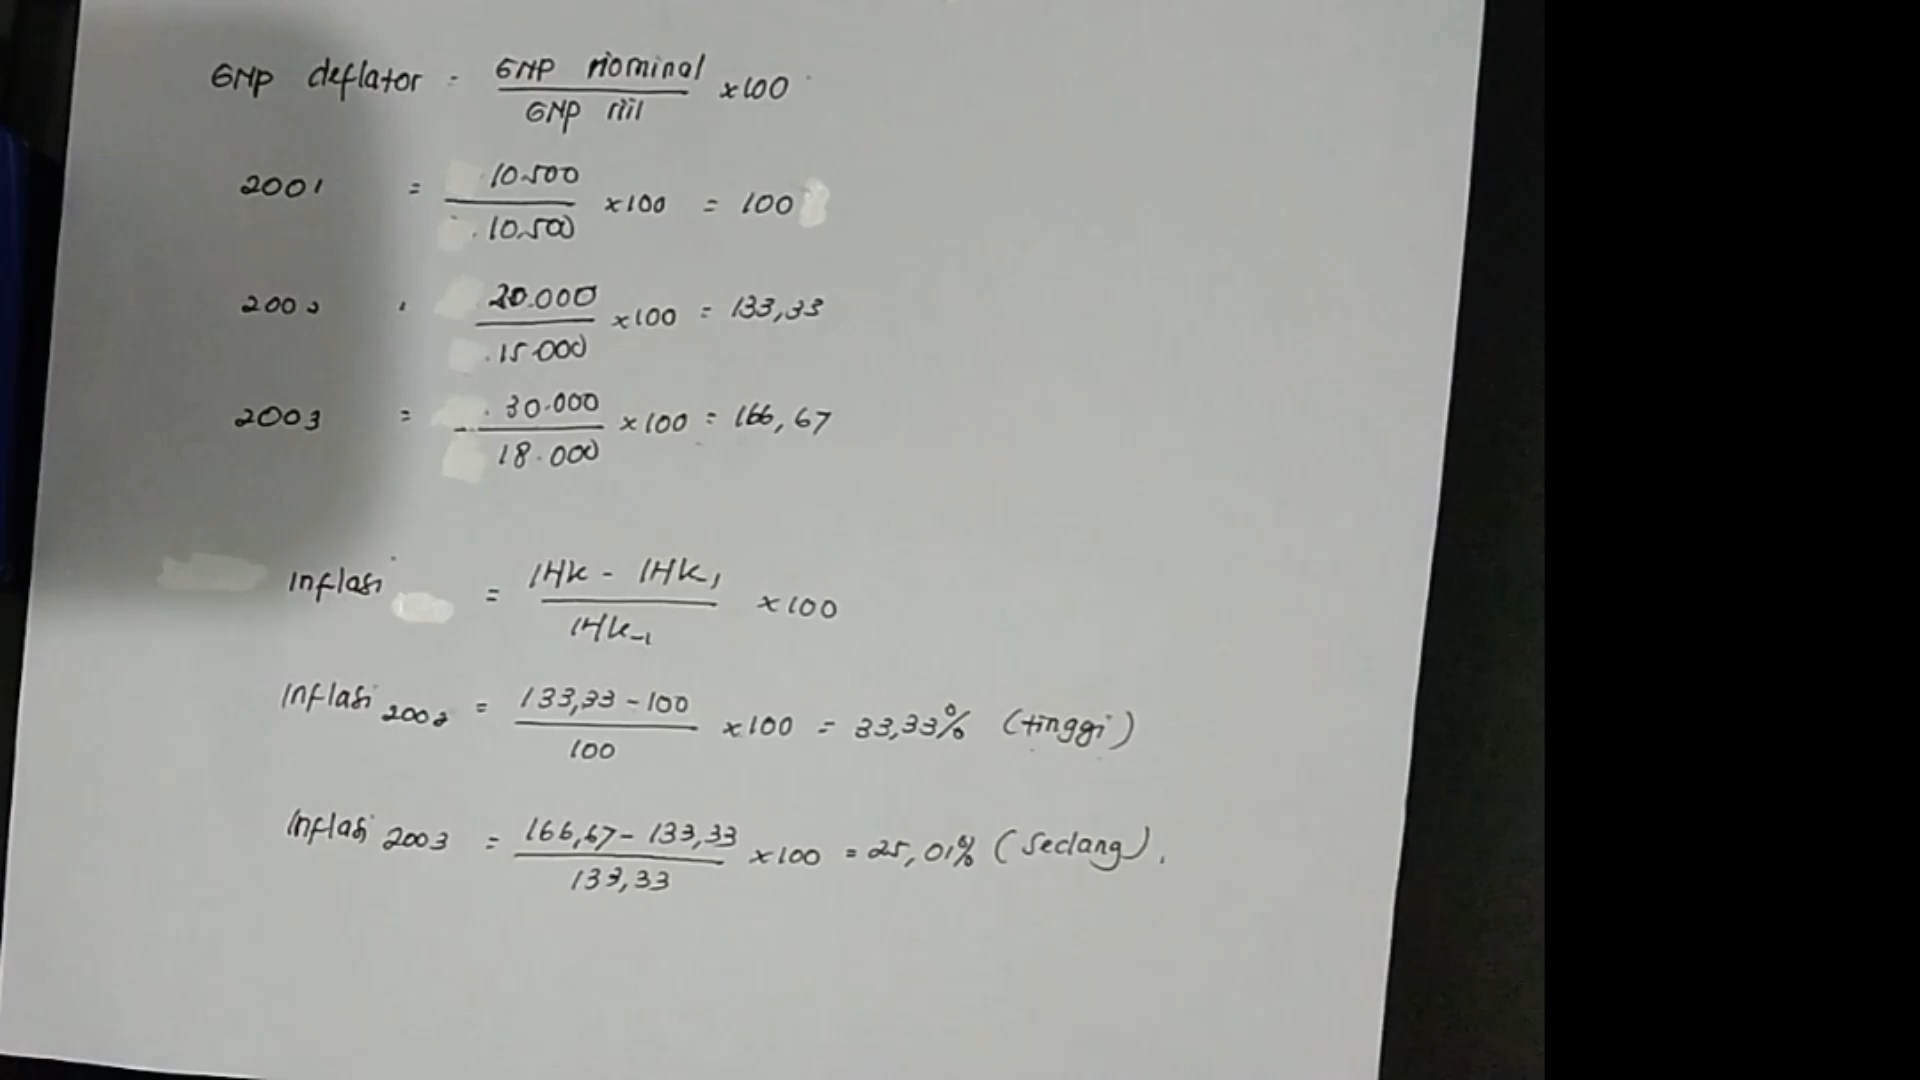 GNP deflator = GNP nominal / GNP riil x100
2001 = 10.500 / 10.500 x100 = 100
2002 = 20.000 / 15.000 x100 = 133,33
2003 = 30.000 / 18.000 x100 = 166,67
Inflasi = IHK - IHK-1 / IHK-1 x100
Inflasi 2002 = 133,33 - 100 / 100 x100 = 33,33% (tinggi)
Inflasi 2003 = 166,67 - 133,33 / 133,33 x100 = 25,01% (Sedang).